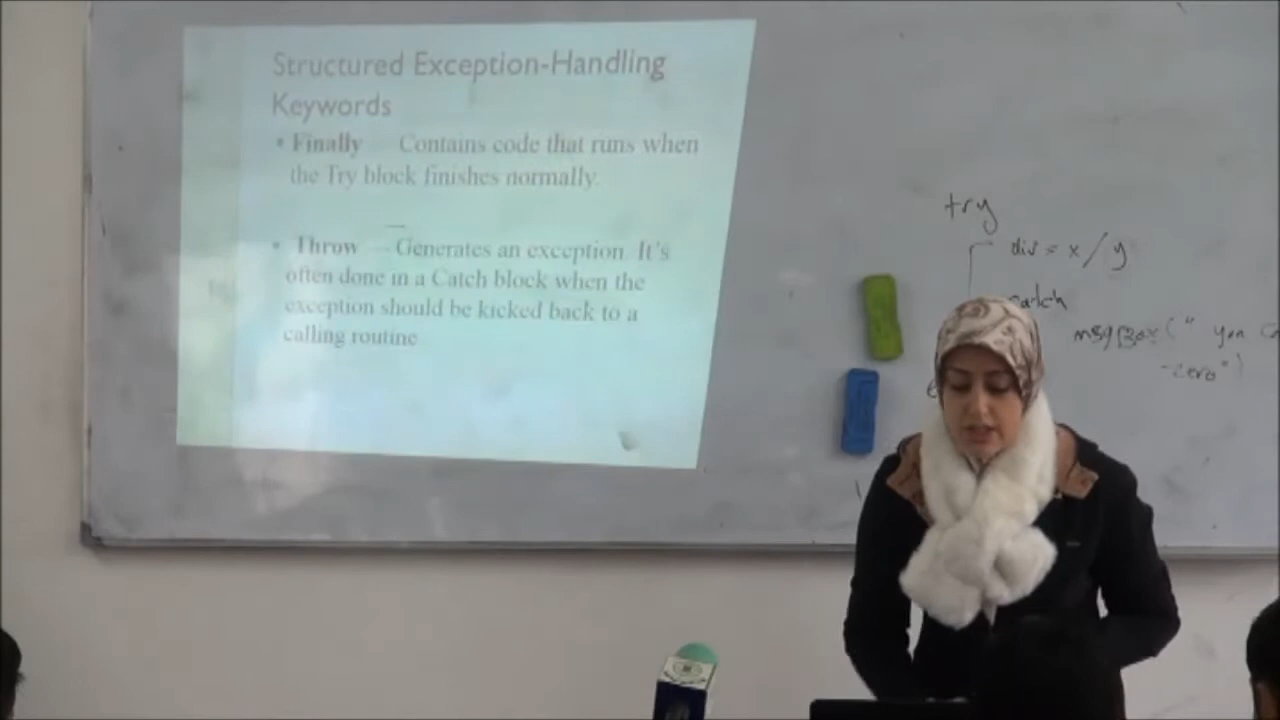 Structured Exception-Handling
Keywords
• Finally — Contains code that runs when
the Try block finishes normally.
• Throw — Generates an exception. It's
often done in a Catch block when the
exception should be kicked back to a
calling routine
try
div = x / y
catch
msgBox ( " you
zero" )